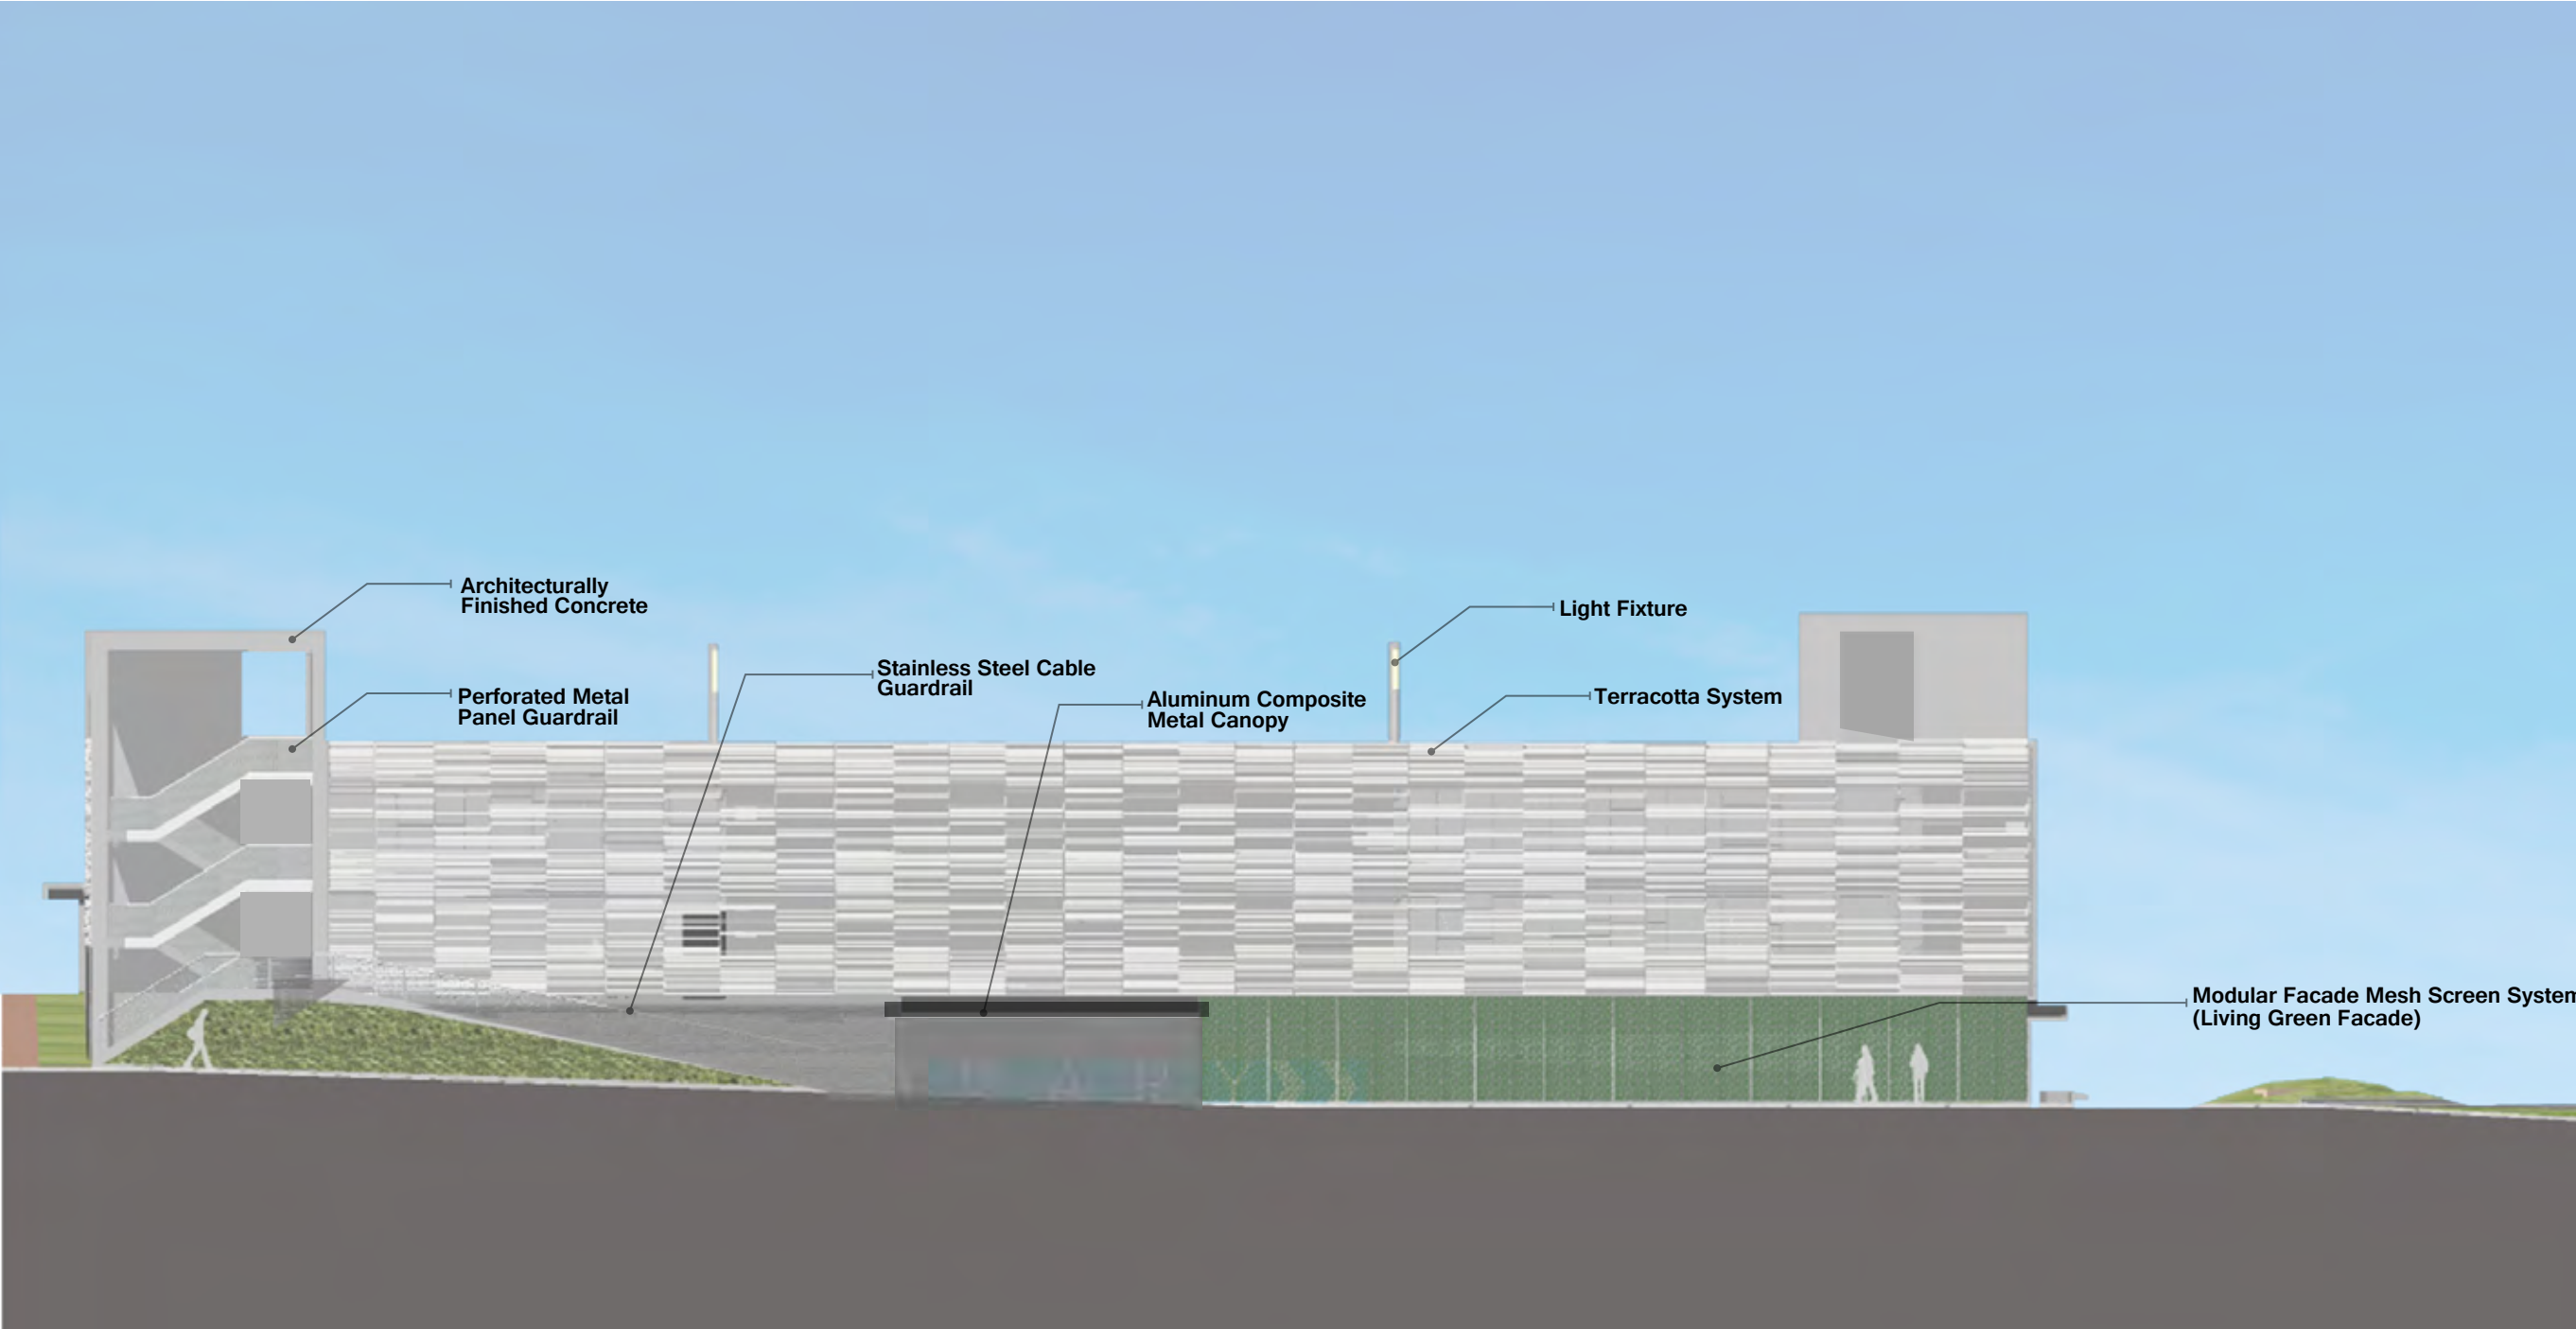 Architecturally
Finished Concrete
Light Fixture
Stainless Steel Cable
Guardrail
Perforated Metal
Panel Guardrail
Aluminum Composite
Metal Canopy
Terracotta System
Modular Facade Mesh Screen System
(Living Green Facade)